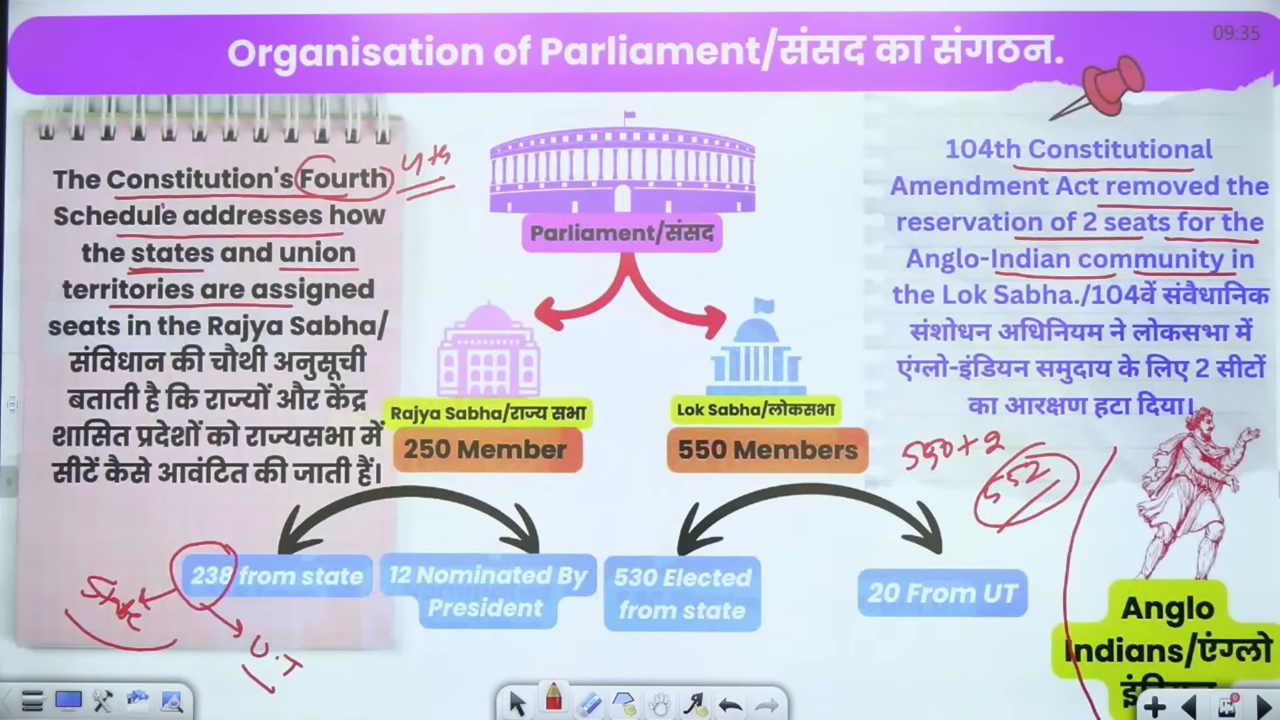 09:35
Organisation of Parliament/संसद का संगठन.
The Constitution's Fourth
4th
Schedule addresses how
the states and union
territories are assigned
seats in the Rajya Sabha/
संविधान की चौथी अनुसूची
बताती है कि राज्यों और केंद्र
शासित प्रदेशों को राज्यसभा में
सीटें कैसे आवंटित की जाती हैं।
Parliament/संसद
Rajya Sabha/राज्य सभा
250 Member
Lok Sabha/लोकसभा
550 Members
238 from state
State
U.T
12 Nominated By
President
530 Elected
from state
20 From UT
104th Constitutional
Amendment Act removed the
reservation of 2 seats for the
Anglo-Indian community in
the Lok Sabha./104वें संवैधानिक
संशोधन अधिनियम ने लोकसभा में
एंग्लो-इंडियन समुदाय के लिए 2 सीटों
का आरक्षण हटा दिया।
550+2
552
Anglo
Indians/एंग्लो